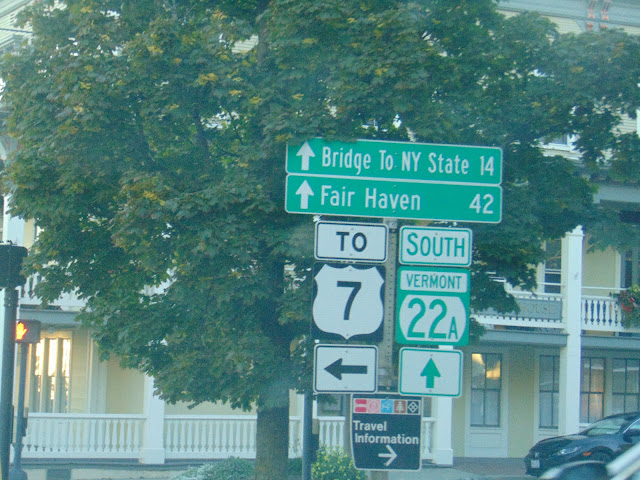 Bridge To NY State 14
Fair Haven 42
TO
SOUTH
7
VERMONT
22A
Travel
Information